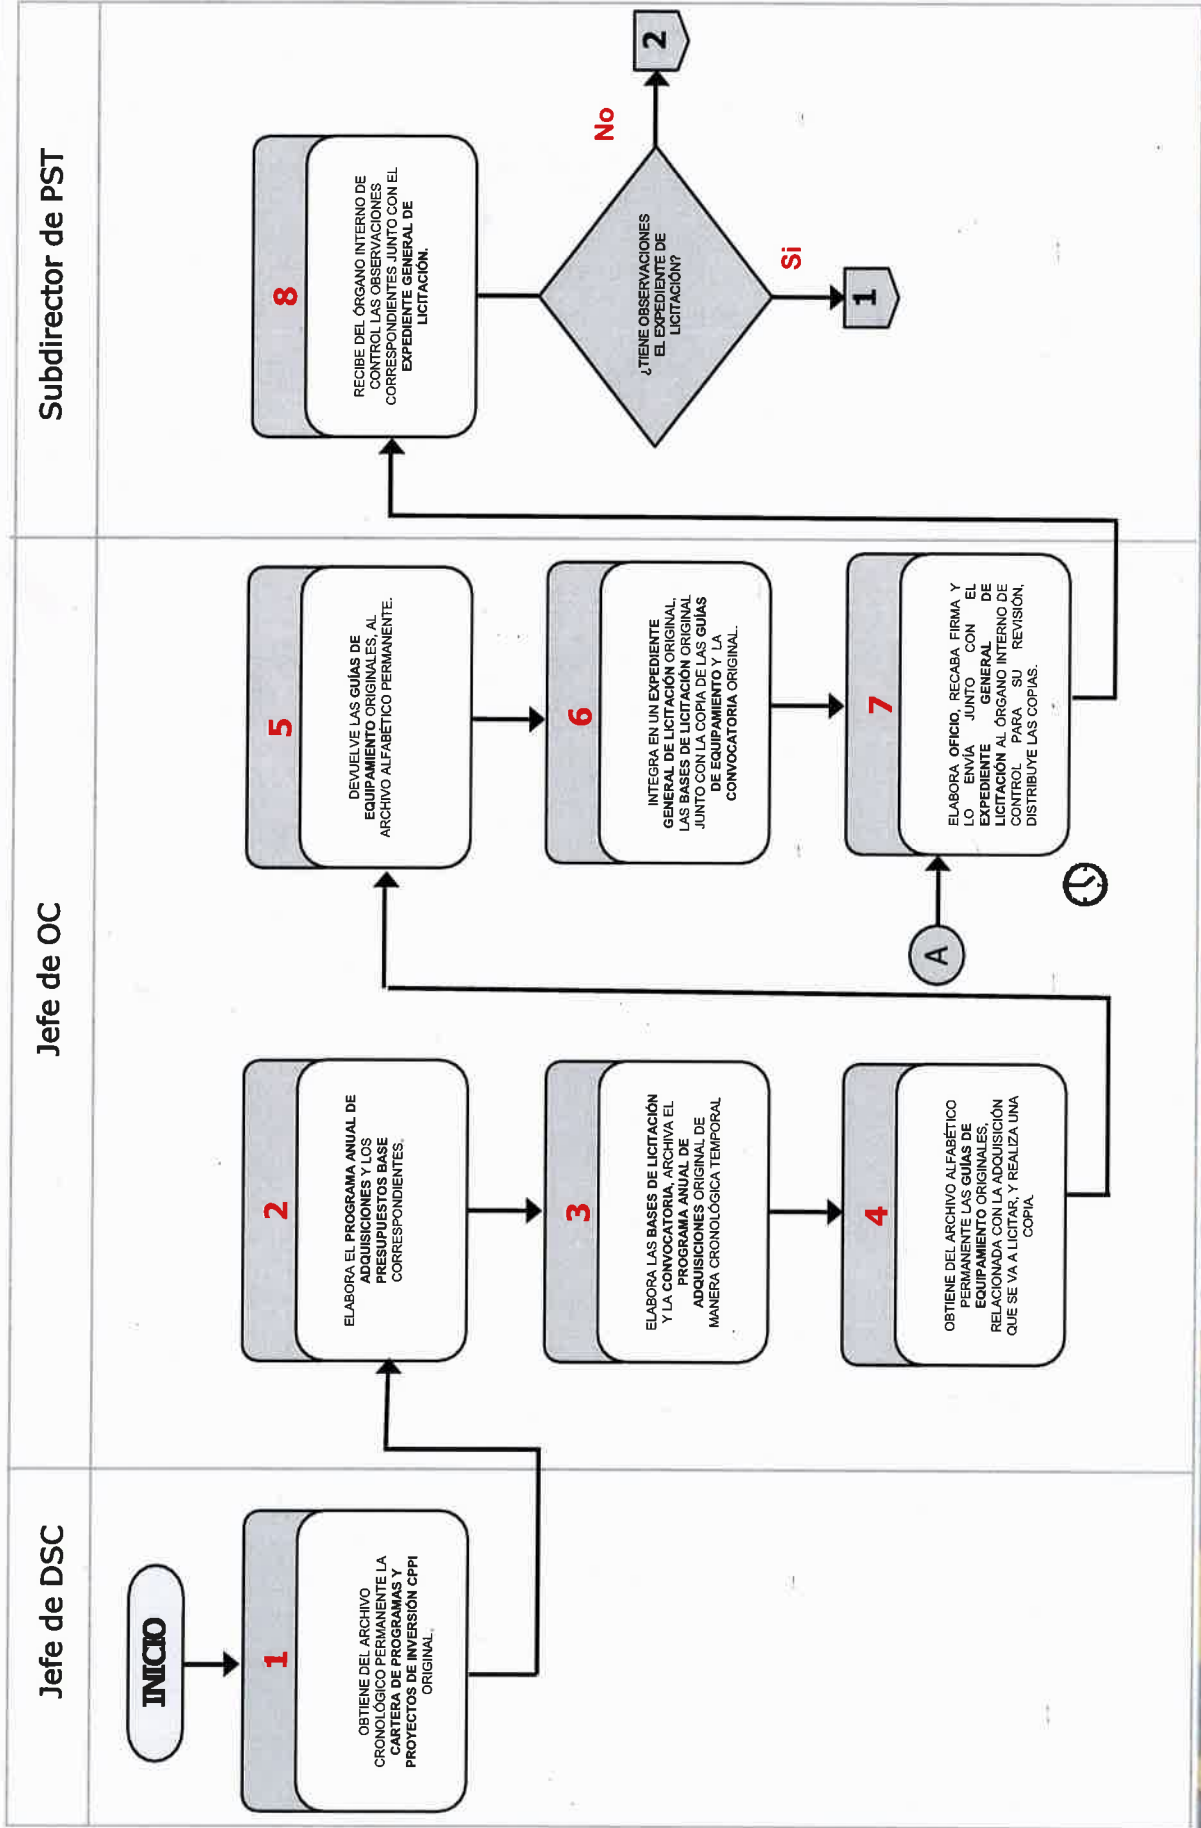 Jefe de DSC
Jefe de OC
Subdirector de PST
INICIO
1
OBTIENE DEL ARCHIVO
CRONOLÓGICO PERMANENTE LA
CARTERA DE PROGRAMAS Y
PROYECTOS DE INVERSIÓN CPPI
ORIGINAL.
2
ELABORA EL PROGRAMA ANUAL DE
ADQUISICIONES Y LOS
PRESUPUESTOS BASE
CORRESPONDIENTES.
3
ELABORA LAS BASES DE LICITACIÓN
Y LA CONVOCATORIA, ARCHIVA EL
PROGRAMA ANUAL DE
ADQUISICIONES ORIGINAL DE
MANERA CRONOLÓGICA TEMPORAL
4
OBTIENE DEL ARCHIVO ALFABÉTICO
PERMANENTE LAS GUÍAS DE
EQUIPAMIENTO ORIGINALES,
RELACIONADA CON LA ADQUISICIÓN
QUE SE VA A LICITAR, Y REALIZA UNA
COPIA.
5
DEVUELVE LAS GUÍAS DE
EQUIPAMIENTO ORIGINALES, AL
ARCHIVO ALFABÉTICO PERMANENTE.
6
INTEGRA EN UN EXPEDIENTE
GENERAL DE LICITACIÓN ORIGINAL,
LAS BASES DE LICITACIÓN ORIGINAL
JUNTO CON LA COPIA DE LAS GUÍAS
DE EQUIPAMIENTO Y LA
CONVOCATORIA ORIGINAL.
A
7
ELABORA OFICIO, RECABA FIRMA Y
LO ENVÍA JUNTO CON EL
EXPEDIENTE GENERAL DE
LICITACIÓN AL ÓRGANO INTERNO DE
CONTROL PARA SU REVISIÓN,
DISTRIBUYE LAS COPIAS.
8
RECIBE DEL ÓRGANO INTERNO DE
CONTROL LAS OBSERVACIONES
CORRESPONDIENTES JUNTO CON EL
EXPEDIENTE GENERAL DE
LICITACIÓN.
¿TIENE OBSERVACIONES
EL EXPEDIENTE DE
LICITACIÓN?
No
2
Si
1